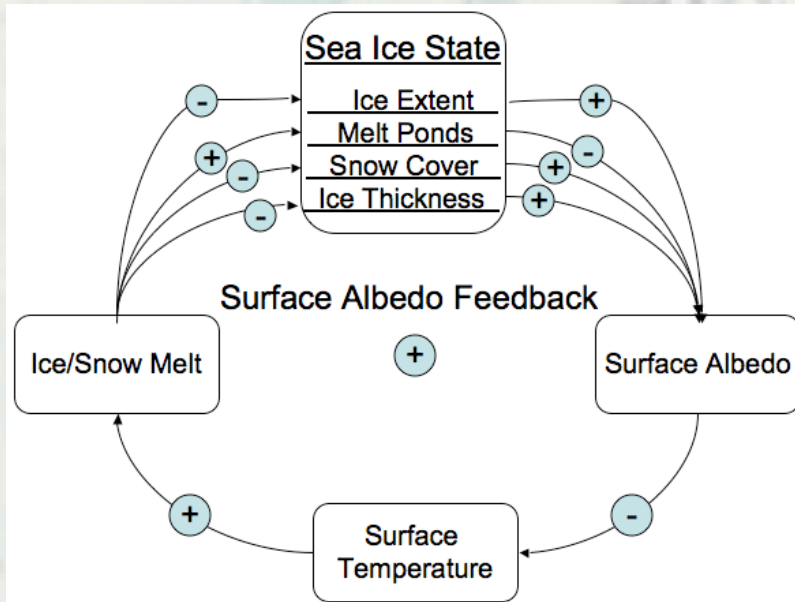 Sea Ice State
- Ice Extent +
+ Melt Ponds -
- Snow Cover +
- Ice Thickness +
Surface Albedo Feedback
+
Ice/Snow Melt
Surface Albedo
+
-
Surface
Temperature